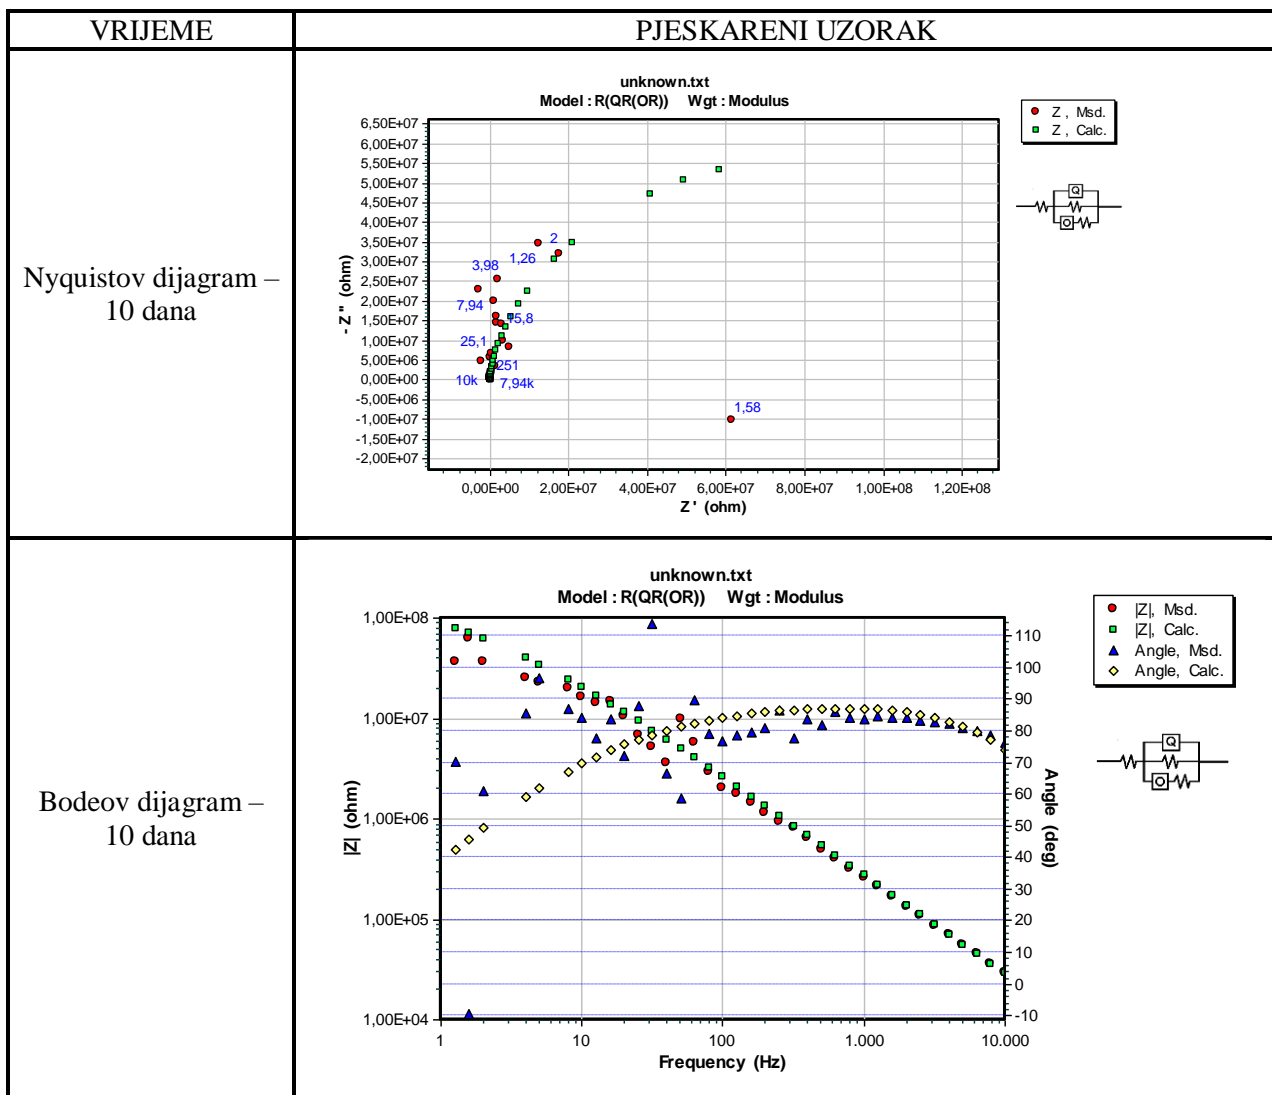 VRIJEME
PJESKARENI UZORAK
Nyquistov dijagram –
10 dana
unknown.txt
Model : R(QR(OR)) Wgt : Modulus
Z , Msd.
Z , Calc.
6,50E+07
6,00E+07
5,50E+07
5,00E+07
4,50E+07
4,00E+07
3,50E+07
3,00E+07
2,50E+07
2,00E+07
1,50E+07
1,00E+07
5,00E+06
0,00E+00
-5,00E+06
-1,00E+07
-1,50E+07
-2,00E+07
- Z '' (ohm)
2
1,26
3,98
7,94
15,8
25,1
251
10k
7,94k
1,58
Q
O
0,00E+00 2,00E+07 4,00E+07 6,00E+07 8,00E+07 1,00E+08 1,20E+08
Z ' (ohm)
Bodeov dijagram –
10 dana
unknown.txt
Model : R(QR(OR)) Wgt : Modulus
|Z|, Msd.
|Z|, Calc.
Angle, Msd.
Angle, Calc.
1,00E+08
1,00E+07
1,00E+06
1,00E+05
1,00E+04
|Z| (ohm)
110
100
90
80
70
60
50
40
30
20
10
0
-10
Angle (deg)
Q
O
1 10 100 1.000 10.000
Frequency (Hz)